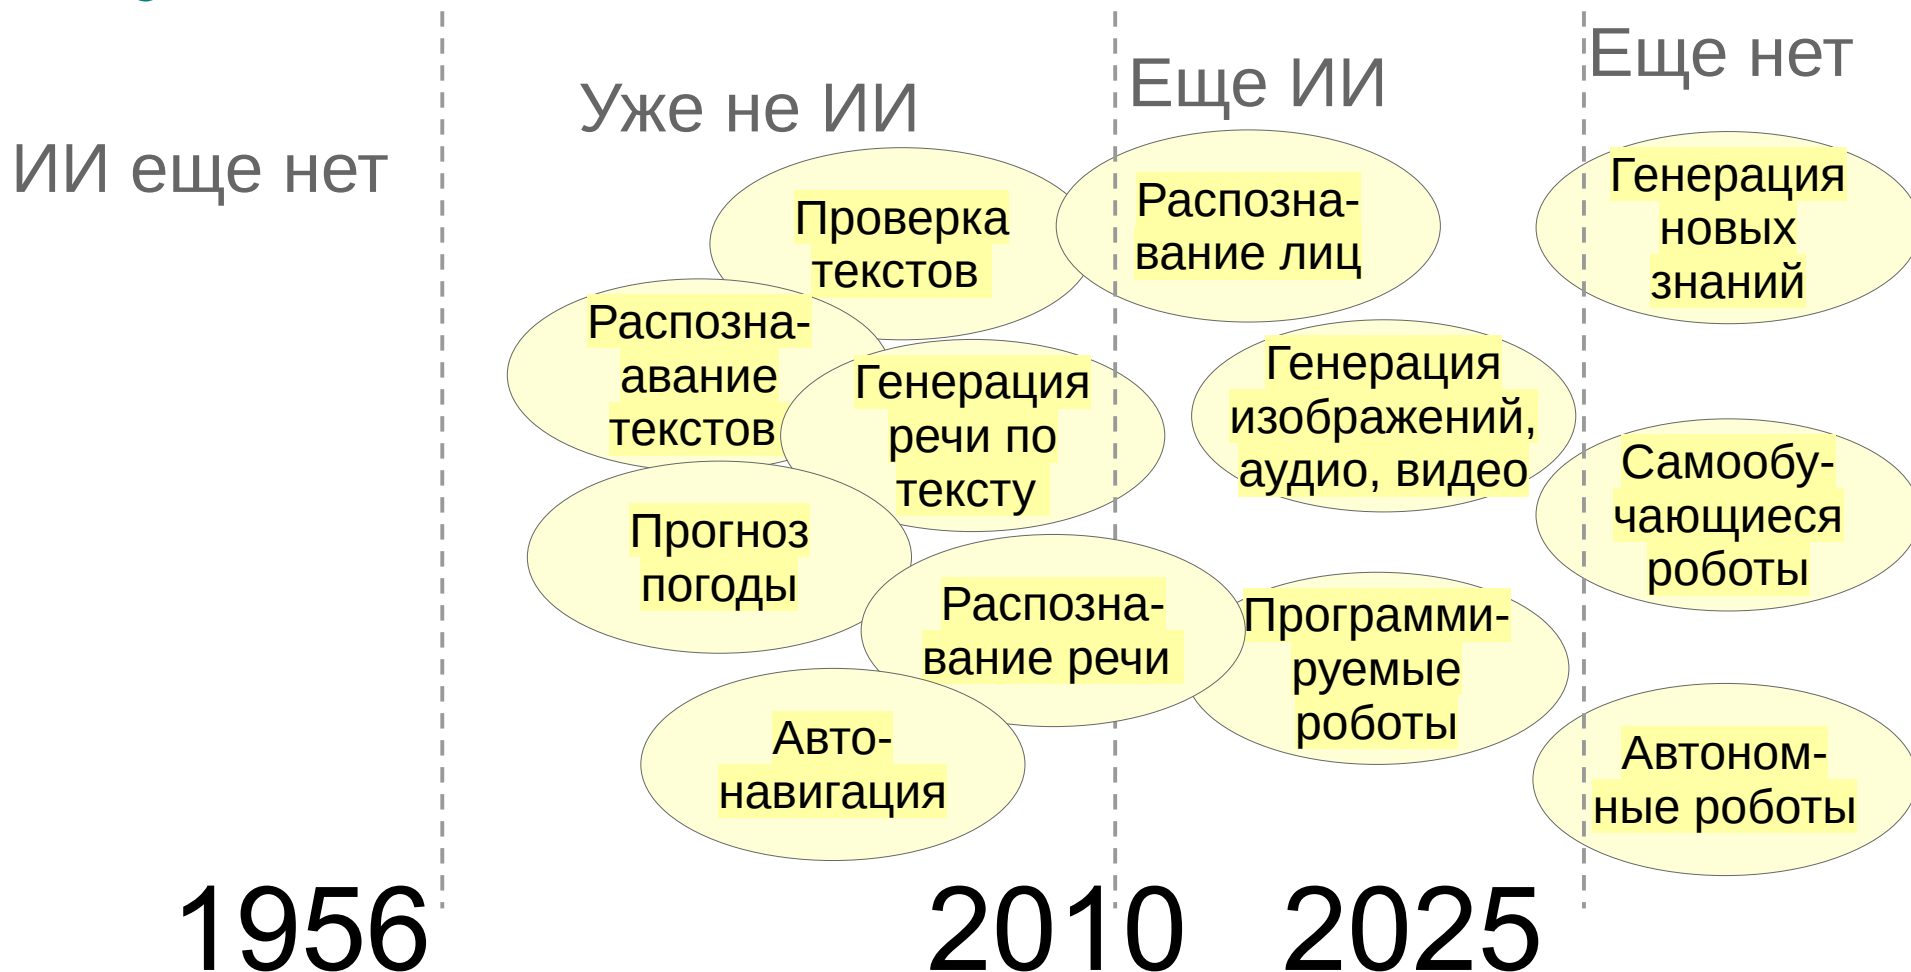 ИИ еще нет
Уже не ИИ
Еще ИИ
Еще нет
Проверка
текстов
Распозна-
авание
текстов
Генерация
речи по
тексту
Прогноз
погоды
Распозна-
вание речи
Авто-
навигация
Распозна-
вание лиц
Генерация
изображений,
аудио, видео
Программи-
руемые
роботы
Генерация
новых
знаний
Самообу-
чающиеся
роботы
Автоном-
ные роботы
1956
2010
2025